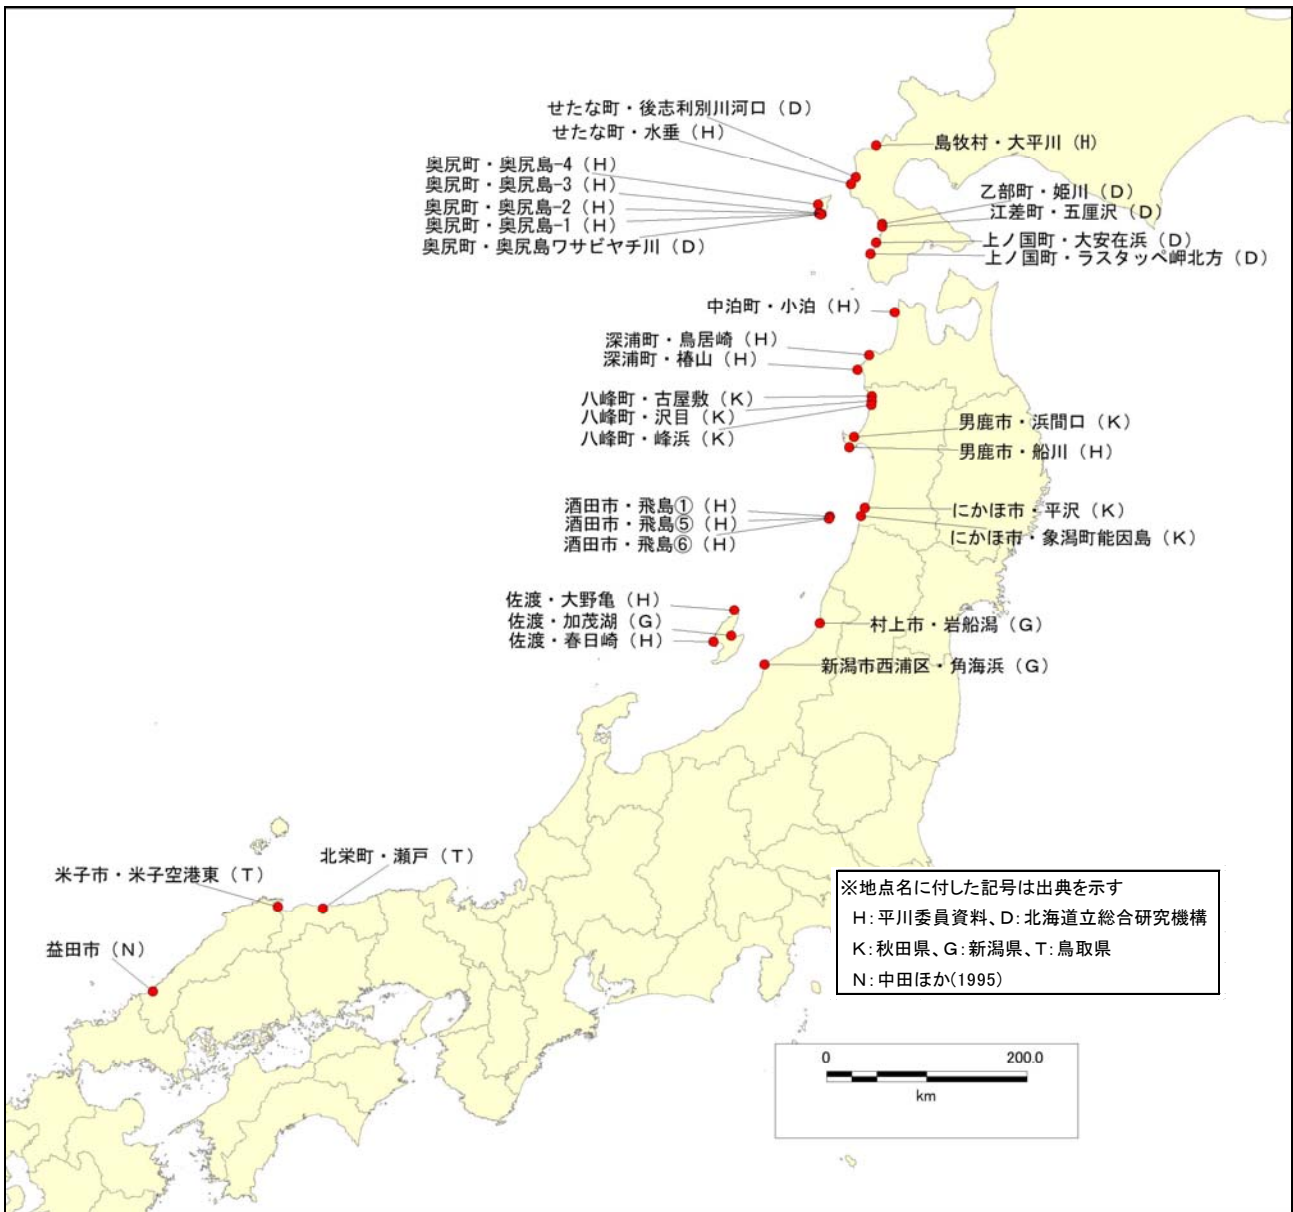 せたな町・後志利別川河口（D）
せたな町・水垂（H）
島牧村・大平川（H）
奥尻町・奥尻島-4（H）
奥尻町・奥尻島-3（H）
奥尻町・奥尻島-2（H）
奥尻町・奥尻島-1（H）
奥尻町・奥尻島ワサビヤチ川（D）
乙部町・姫川（D）
江差町・五厘沢（D）
上ノ国町・大安在浜（D）
上ノ国町・ラスタッペ岬北方（D）
中泊町・小泊（H）
深浦町・鳥居崎（H）
深浦町・椿山（H）
八峰町・古屋敷（K）
八峰町・沢目（K）
八峰町・峰浜（K）
男鹿市・浜間口（K）
男鹿市・船川（H）
酒田市・飛島①（H）
酒田市・飛島⑤（H）
酒田市・飛島⑥（H）
にかほ市・平沢（K）
にかほ市・象潟町能因島（K）
佐渡・大野亀（H）
佐渡・加茂湖（G）
佐渡・春日崎（H）
村上市・岩船潟（G）
新潟市西浦区・角海浜（G）
北栄町・瀬戸（T）
米子市・米子空港東（T）
益田市（N）
※地点名に付した記号は出典を示す
H：平川委員資料、D：北海道立総合研究機構
K：秋田県、G：新潟県、T：鳥取県
N：中田ほか(1995)
0 200.0
km